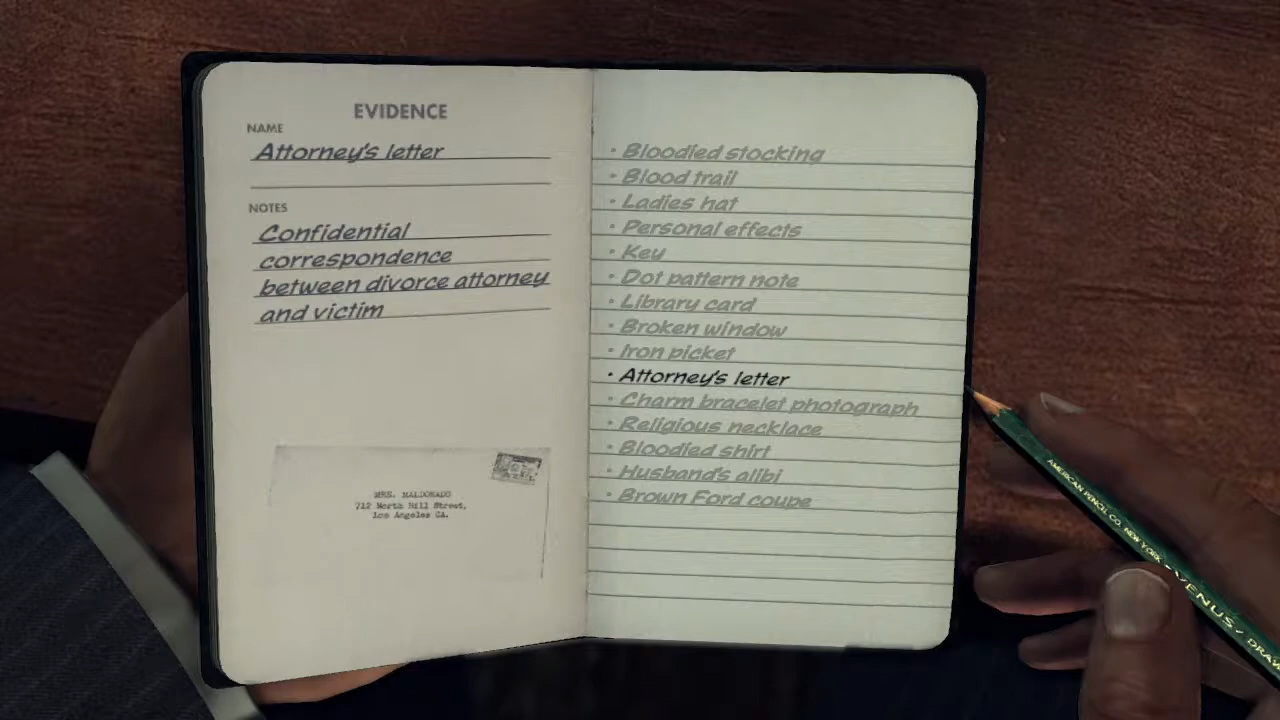 EVIDENCE
NAME
Attorney's letter
NOTES
Confidential
correspondence
between divorce attorney
and victim
MRS. MALDONADO
712 North Hill Street,
Los Angeles CA.
· Bloodied stocking
· Blood trail
· Ladies hat
· Personal effects
· Key
· Dot pattern note
· Library card
· Broken window
· Iron picket
· Attorney's letter
· Charm bracelet photograph
· Religious necklace
· Bloodied shirt
· Husband's alibi
· Brown Ford coupe
AMERICAN PENCIL CO. NEW YORK VENUS / DRAW